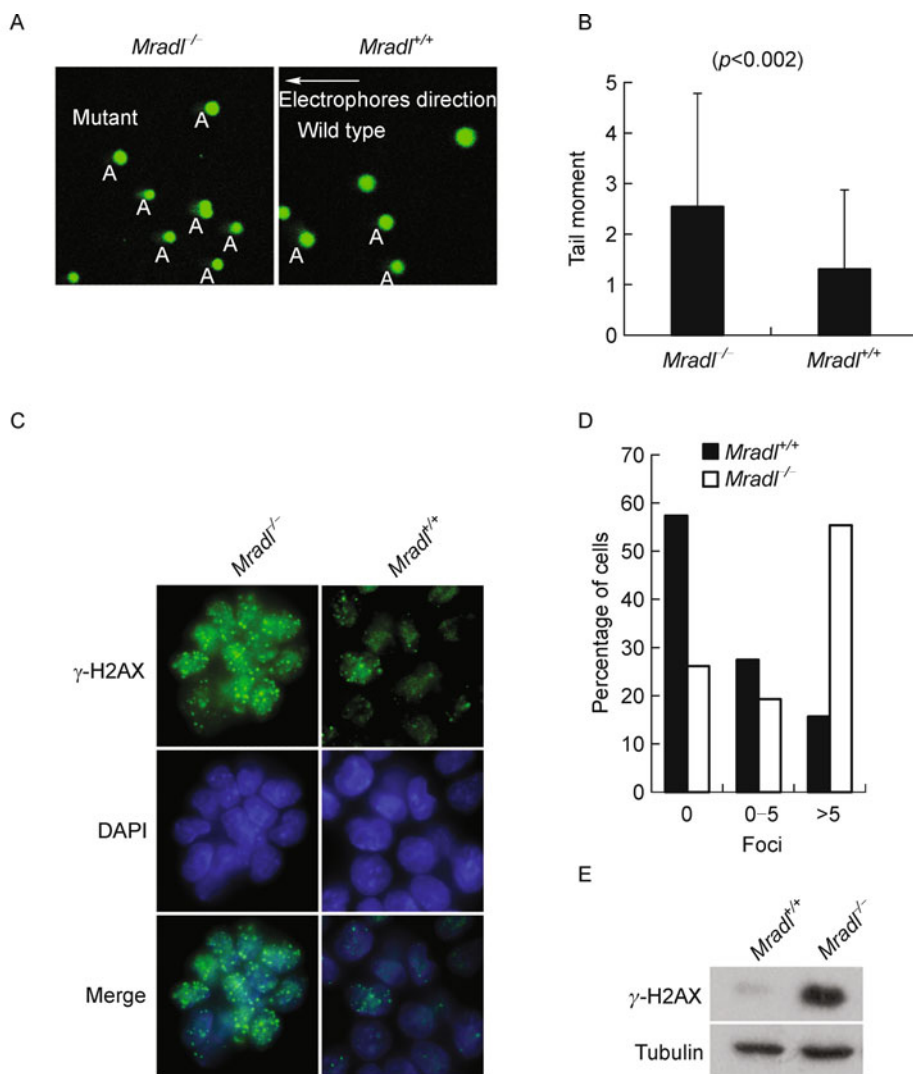 A
Mradl-/-
Mradl+/+
Mutant
A
A
A
A
A
A
A
Electrophores direction
Wild type
A
A
A
B
(p<0.002)
Tail moment
5
4
3
2
1
0
Mradl-/-
Mradl+/+
C
Mradl-/-
Mradl+/+
γ-H2AX
DAPI
Merge
D
Mradl+/+
Mradl-/-
Percentage of cells
70
60
50
40
30
20
10
0
0
0–5
>5
Foci
E
Mradl+/+
Mradl-/-
γ-H2AX
Tubulin